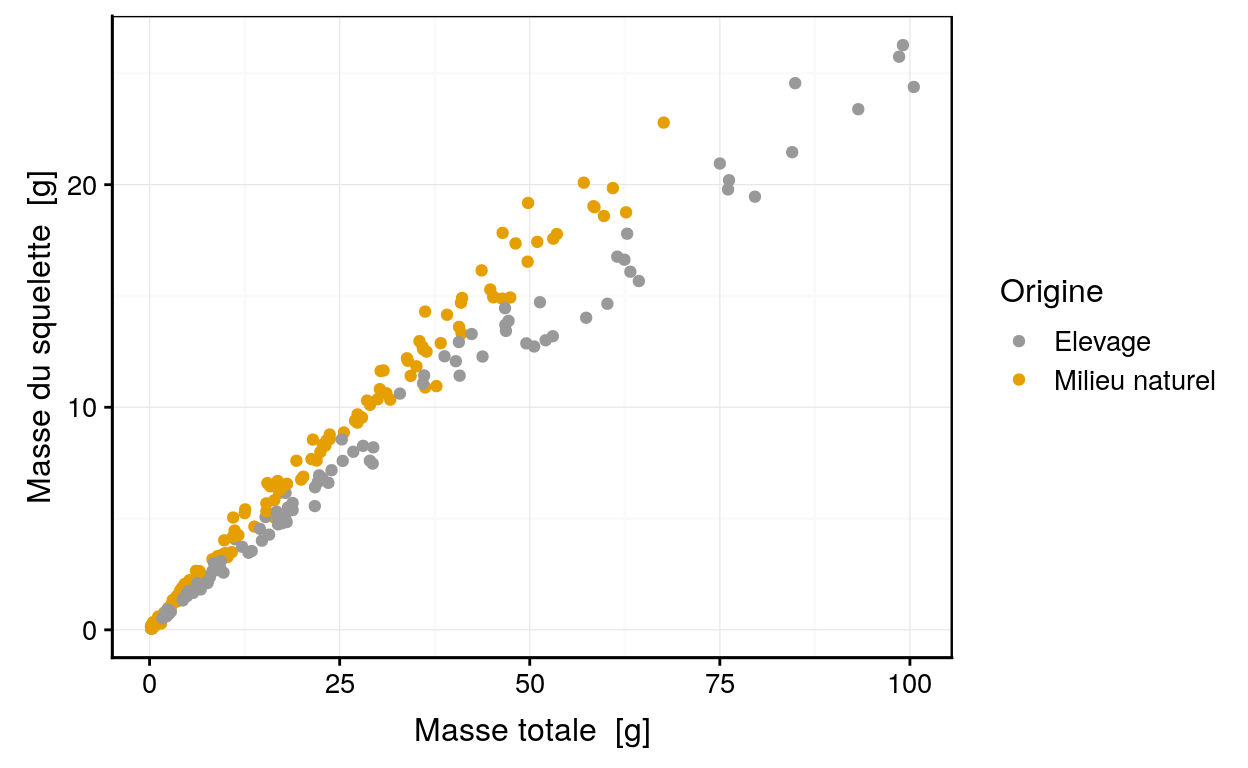 Masse du squelette [g]
20
10
0
0 25 50 75 100
Masse totale [g]
Origine
Elevage
Milieu naturel